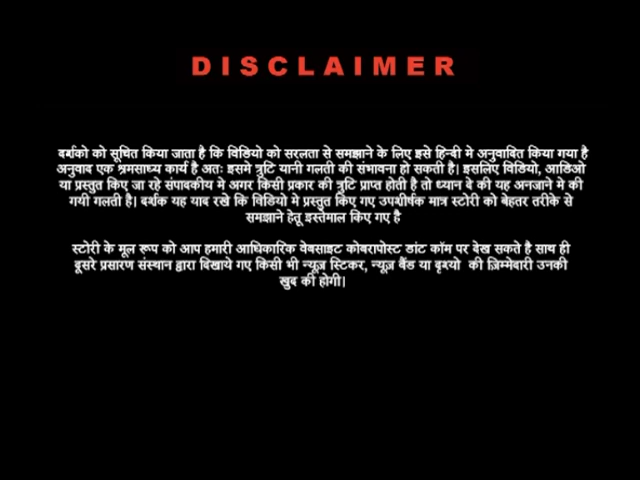 DISCLAIMER
दर्शको को सूचित किया जाता है कि विडियो को सरलता से समझाने के लिए इसे हिन्दी मे अनुवादित किया गया है
अनुवाद एक श्रमसाध्य कार्य है अतः इसमे त्रुटि यानी गलती की संभावना हो सकती है। इसलिए विडियो, आडिओ
या प्रस्तुत किए जा रहे संपादकीय मे अगर किसी प्रकार की त्रुटि प्राप्त होती है तो ध्यान दे की यह अनजाने मे की
गयी गलती है। दर्शक यह याद रखे कि विडियो मे प्रस्तुत किए गए उपशीर्षक मात्र स्टोरी को बेहतर तरीके से
समझाने हेतू इस्तेमाल किए गए है
स्टोरी के मूल रूप को आप हमारी आधिकारिक वेबसाइट कोबरापोस्ट डांट कॉम पर देख सकते है साथ ही
दूसरे प्रसारण संस्थान द्वारा दिखाये गए किसी भी न्यूज़ स्टिकर, न्यूज़ बैंड या दृश्यो की ज़िम्मेदारी उनकी
खुद की होगी।